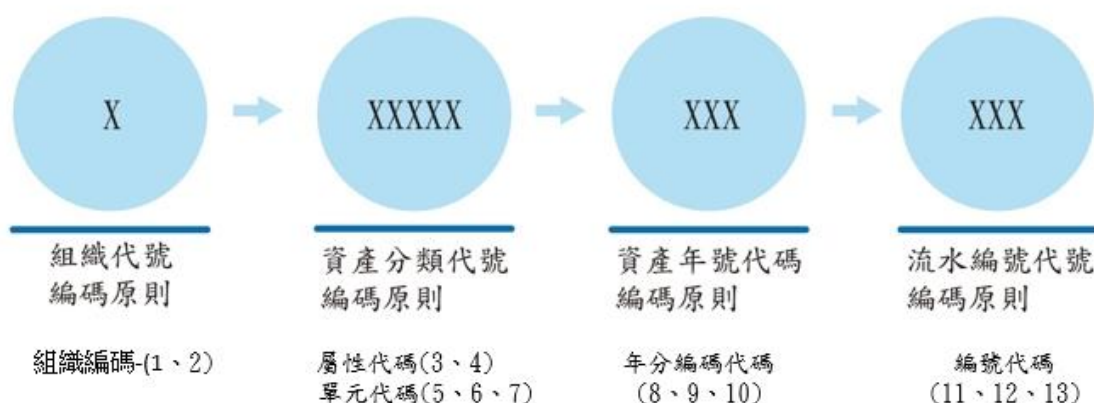 X
XXXXX
XXX
XXX
組織代號
編碼原則
資產分類代號
編碼原則
資產年號代碼
編碼原則
流水編號代號
編碼原則
組織編碼-(1、2)
屬性代碼(3、4)
單元代碼(5、6、7)
年分編碼代碼
(8、9、10)
編號代碼
(11、12、13)